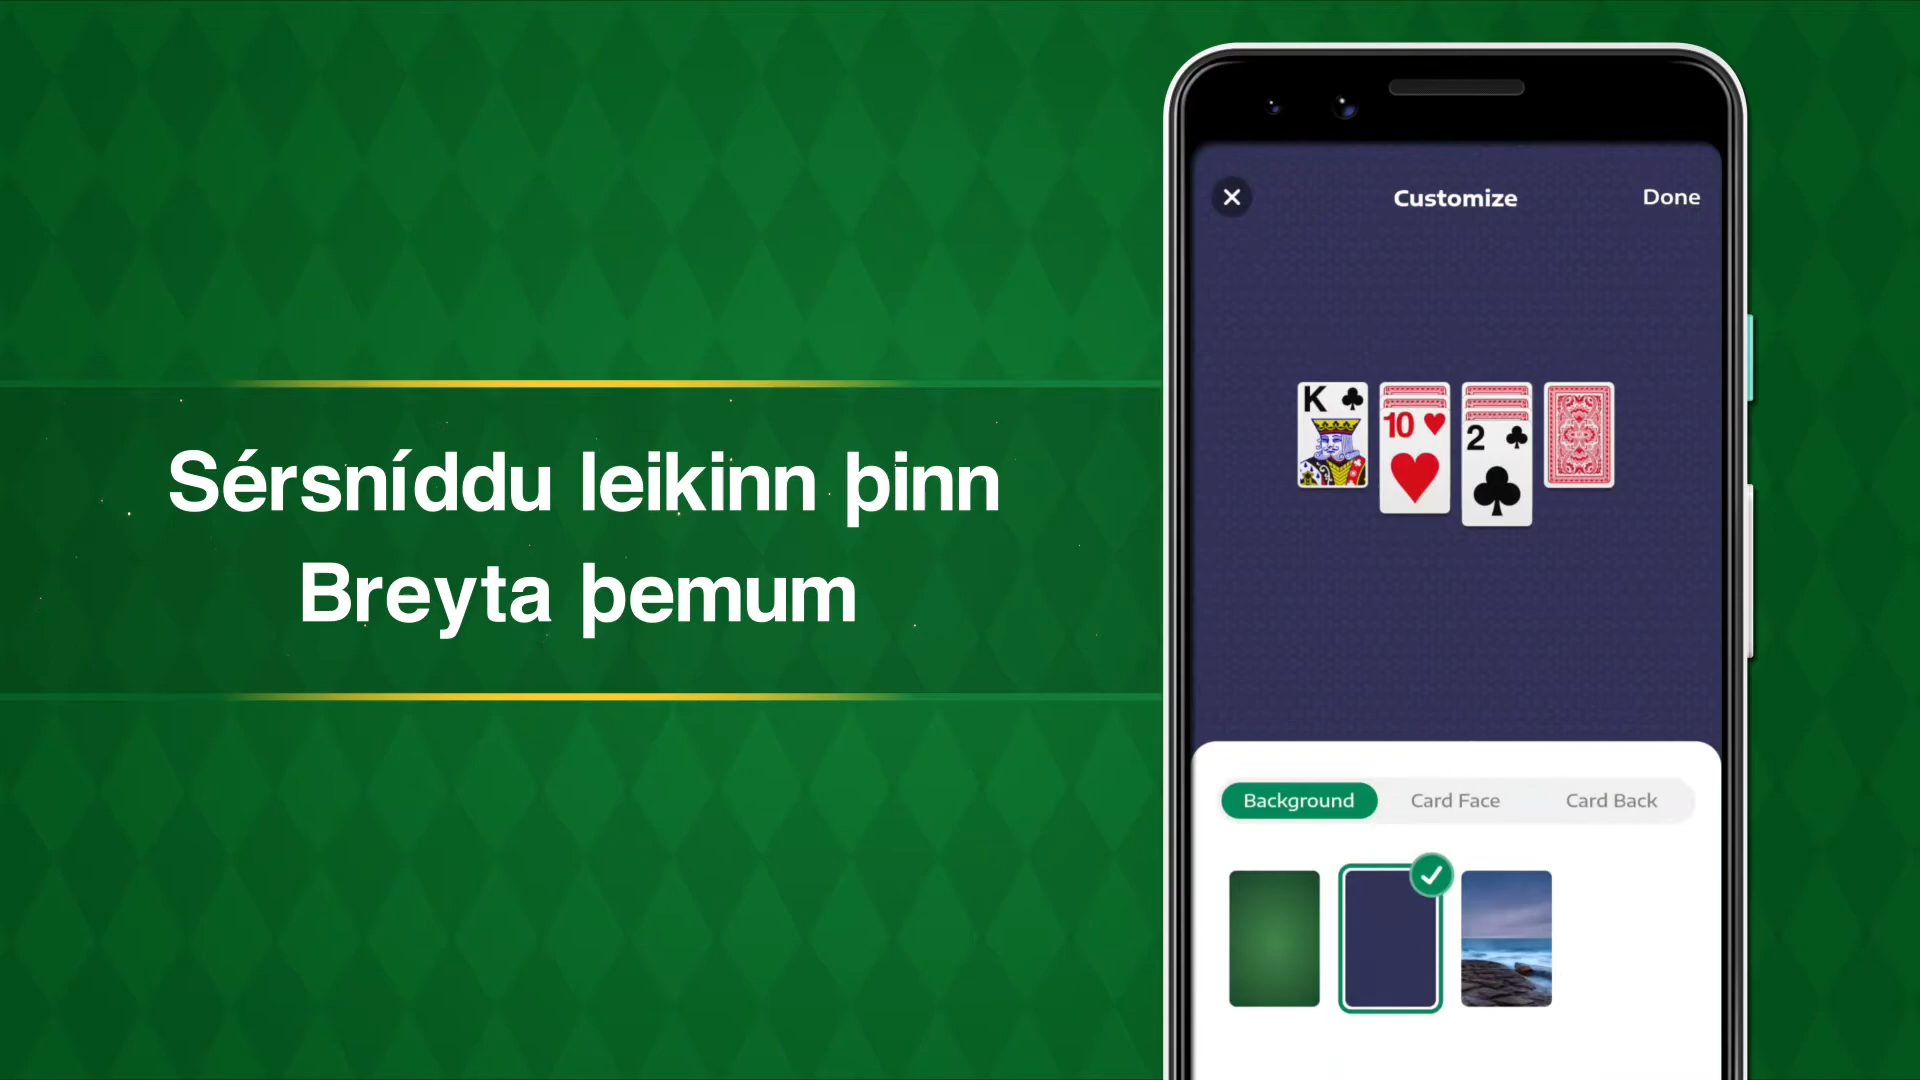 Sérsníddu leikinn þinn
Breyta þemum
Customize
Done
K
10
2
Background
Card Face
Card Back